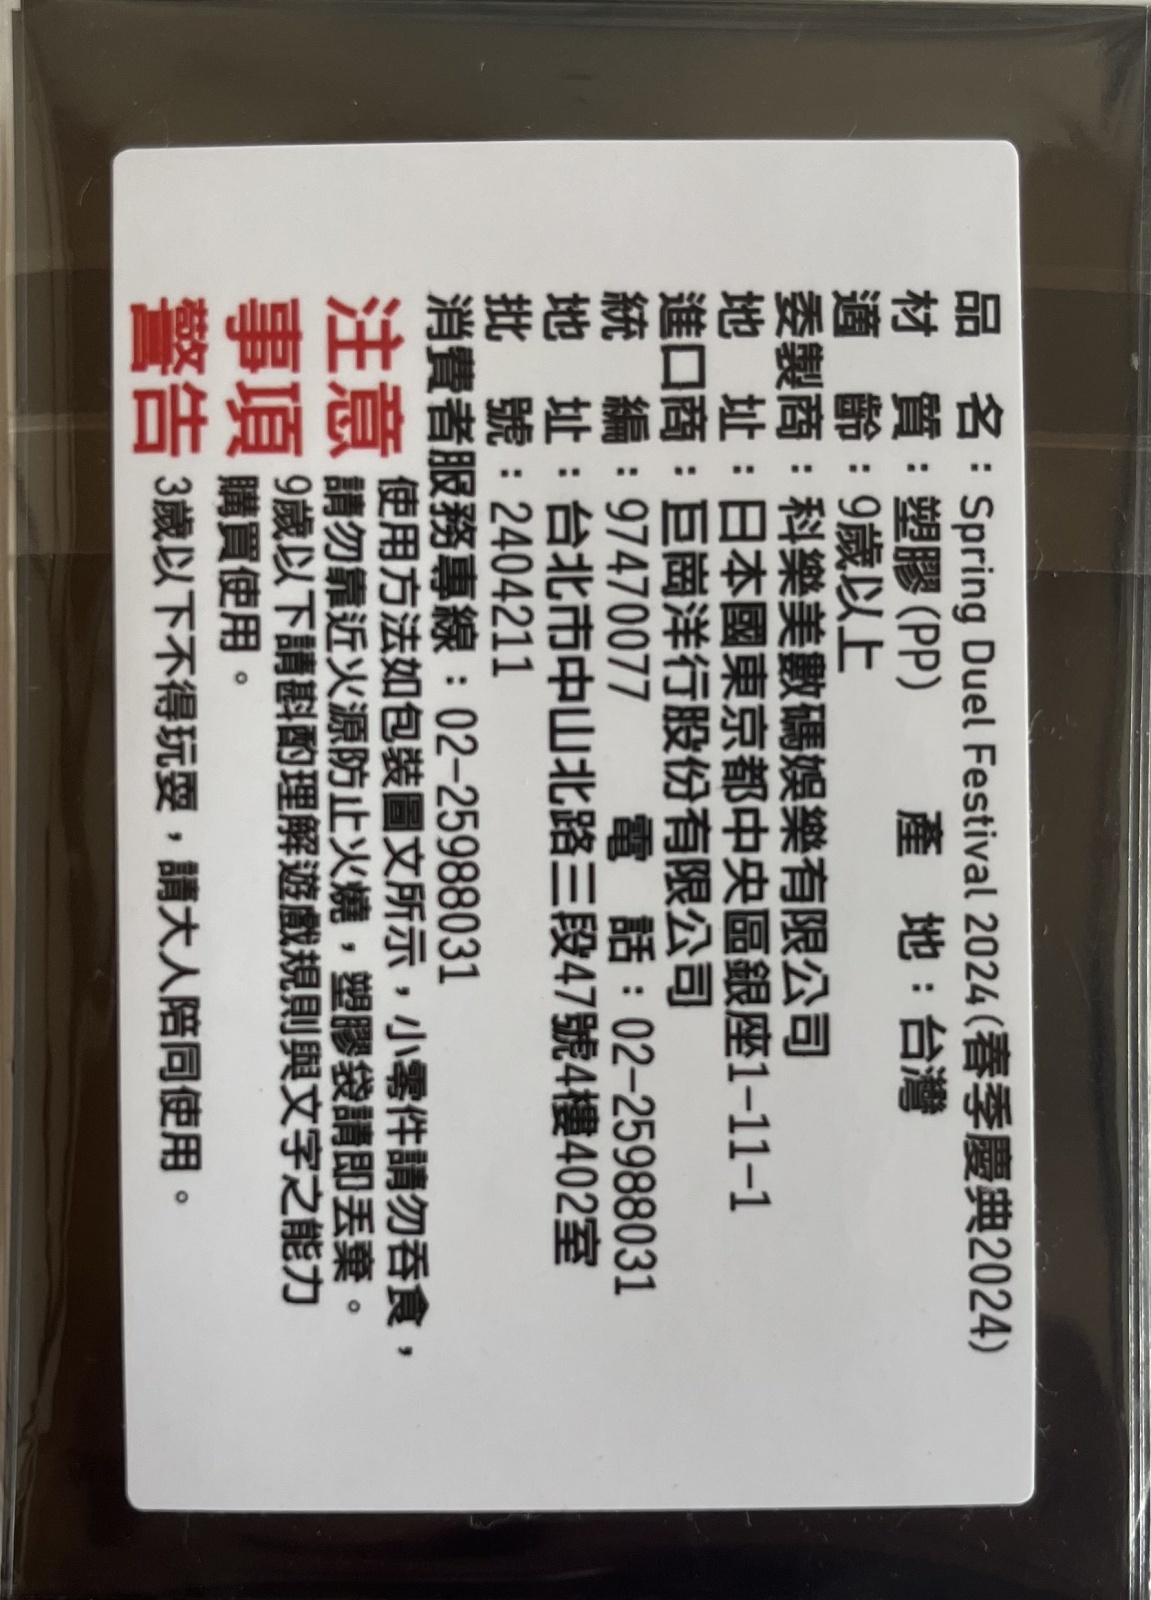 品名：Spring Duel Festival 2024(春季慶典2024)
材質：塑膠(PP) 產地：台灣
適齡：9歲以上
委製商：科樂美數碼娛樂有限公司
地址：日本國東京都中央區銀座1-11-1
進口商：巨崗洋行股份有限公司
統編：97470077 電話：02-25988031
地址：台北市中山北路三段47號4樓402室
批號：2404211
消費者服務專線：02-25988031
注意事項 使用方法如包裝圖文所示，小零件請勿吞食，
請勿靠近火源防止火燒，塑膠袋請即丟棄。
9歲以下請斟酌理解遊戲規則與文字之能力
購買使用。
警告 3歲以下不得玩耍，請大人陪同使用。